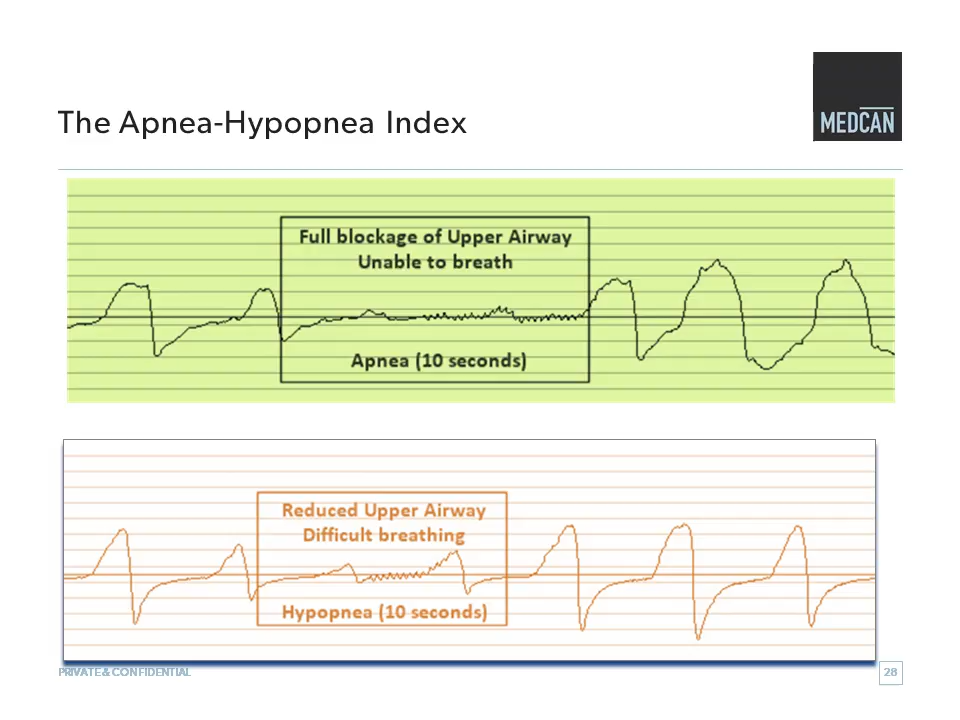 MEDCAN
The Apnea-Hypopnea Index
Full blockage of Upper Airway
Unable to breath
Apnea (10 seconds)
Reduced Upper Airway
Difficult breathing
Hypopnea (10 seconds)
PRIVATE & CONFIDENTIAL
28